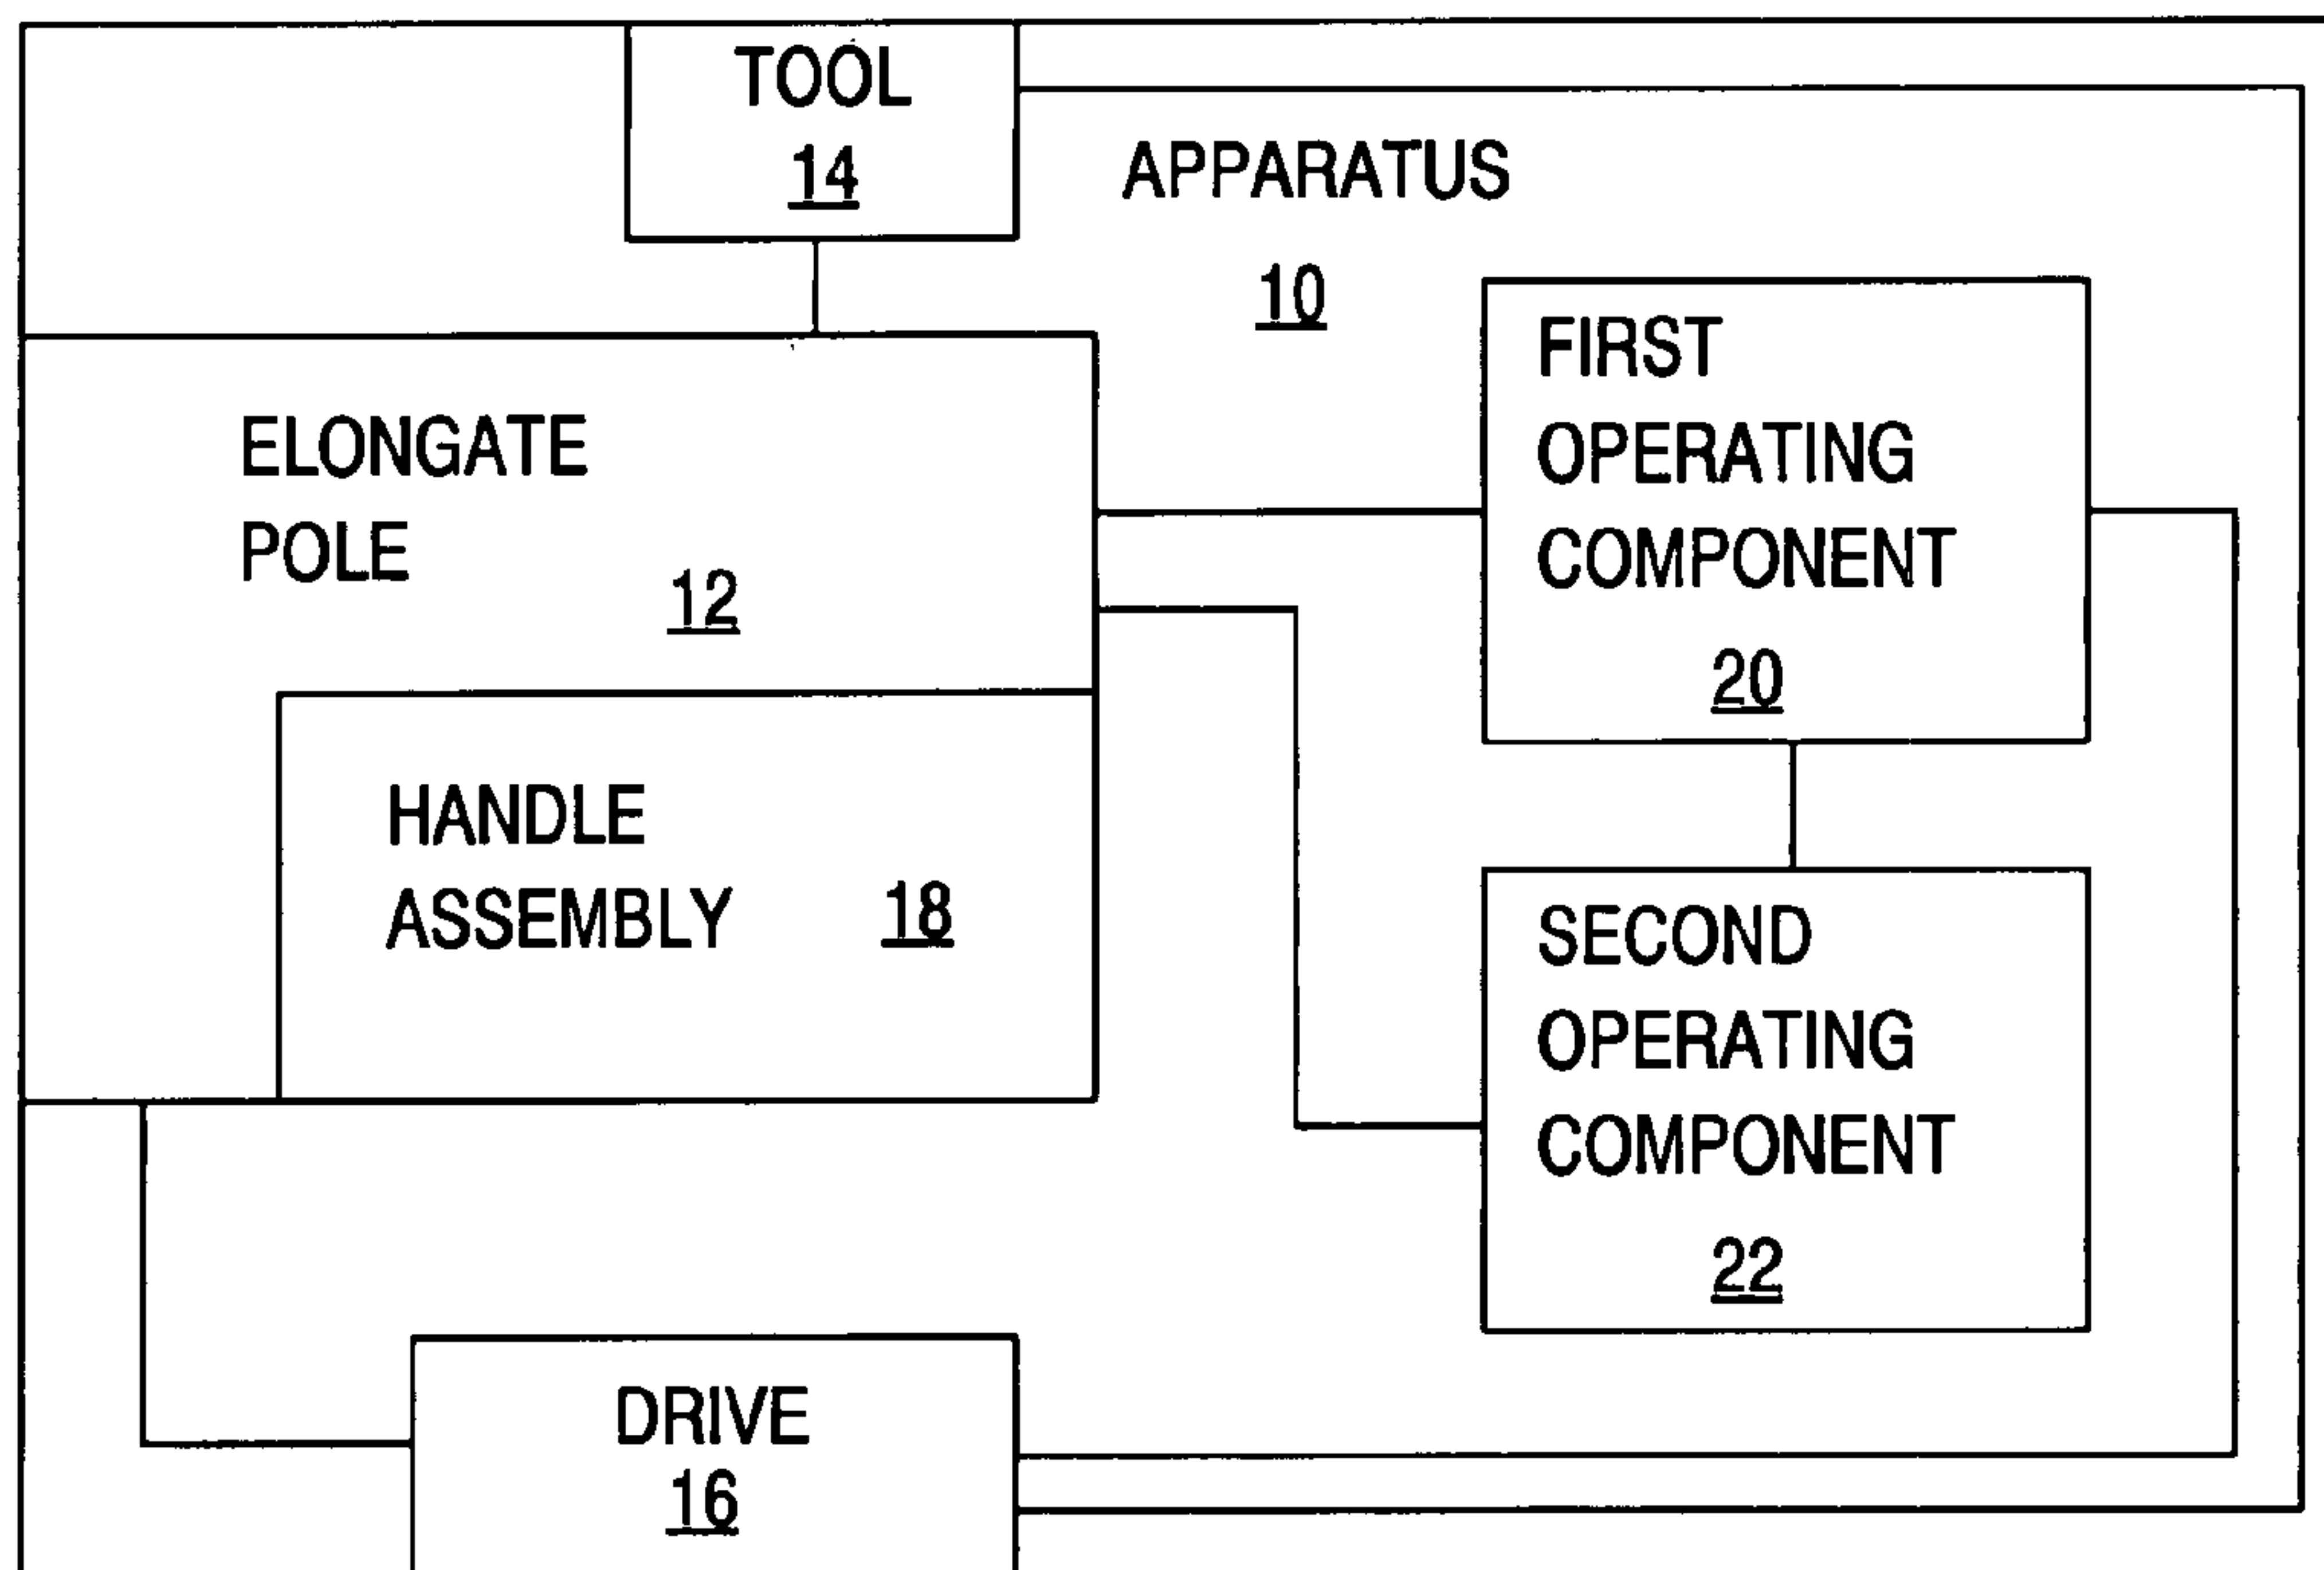 TOOL
14
APPARATUS
10
ELONGATE
POLE
12
HANDLE
ASSEMBLY 18
FIRST
OPERATING
COMPONENT
20
SECOND
OPERATING
COMPONENT
22
DRIVE
16